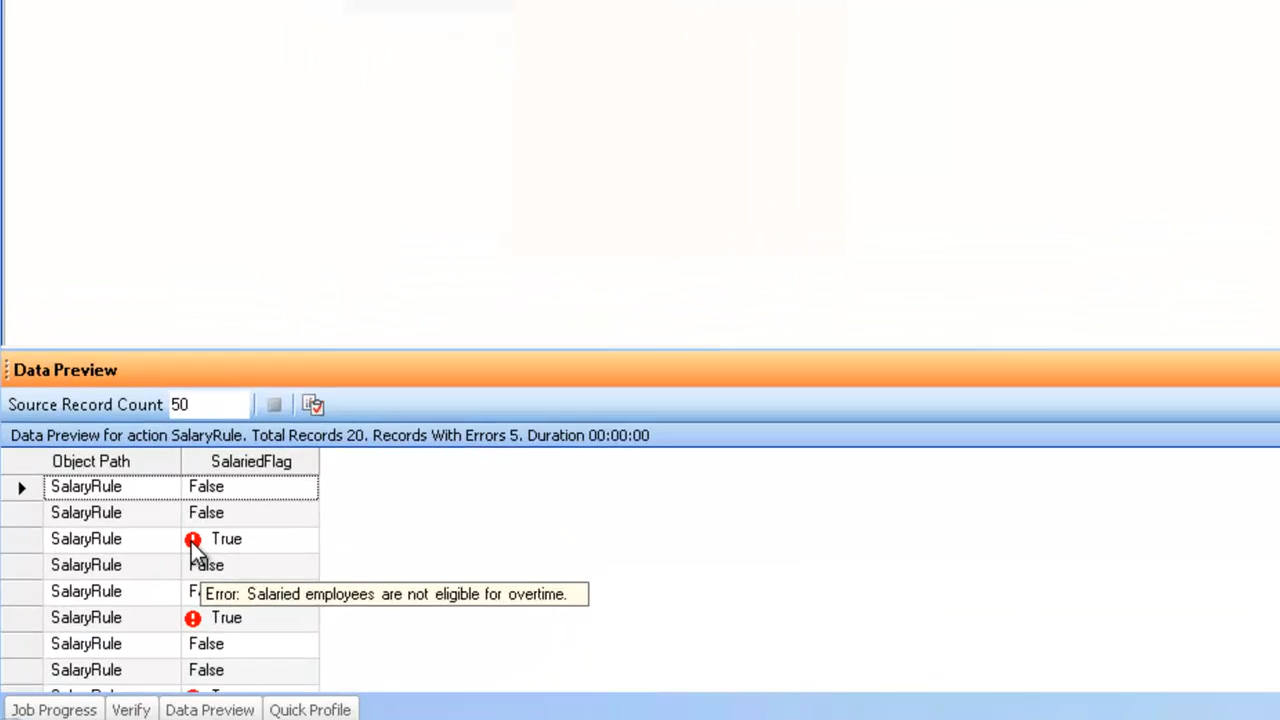 Data Preview
Source Record Count 50
Data Preview for action SalaryRule. Total Records 20. Records With Errors 5. Duration 00:00:00
Object Path SalariedFlag
SalaryRule False
SalaryRule False
SalaryRule True
SalaryRule False
SalaryRule
Error: Salaried employees are not eligible for overtime.
SalaryRule True
SalaryRule False
SalaryRule False
Job Progress Verify Data Preview Quick Profile